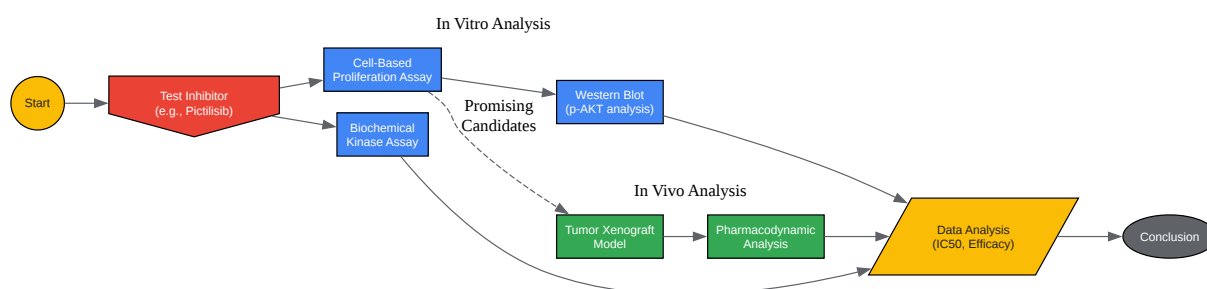 In Vitro Analysis
Start
Test Inhibitor
(e.g., Pictilisib)
Cell-Based
Proliferation Assay
Biochemical
Kinase Assay
Promising
Candidates
Western Blot
(p-AKT analysis)
In Vivo Analysis
Tumor Xenograft
Model
Pharmacodynamic
Analysis
Data Analysis
(IC50, Efficacy)
Conclusion